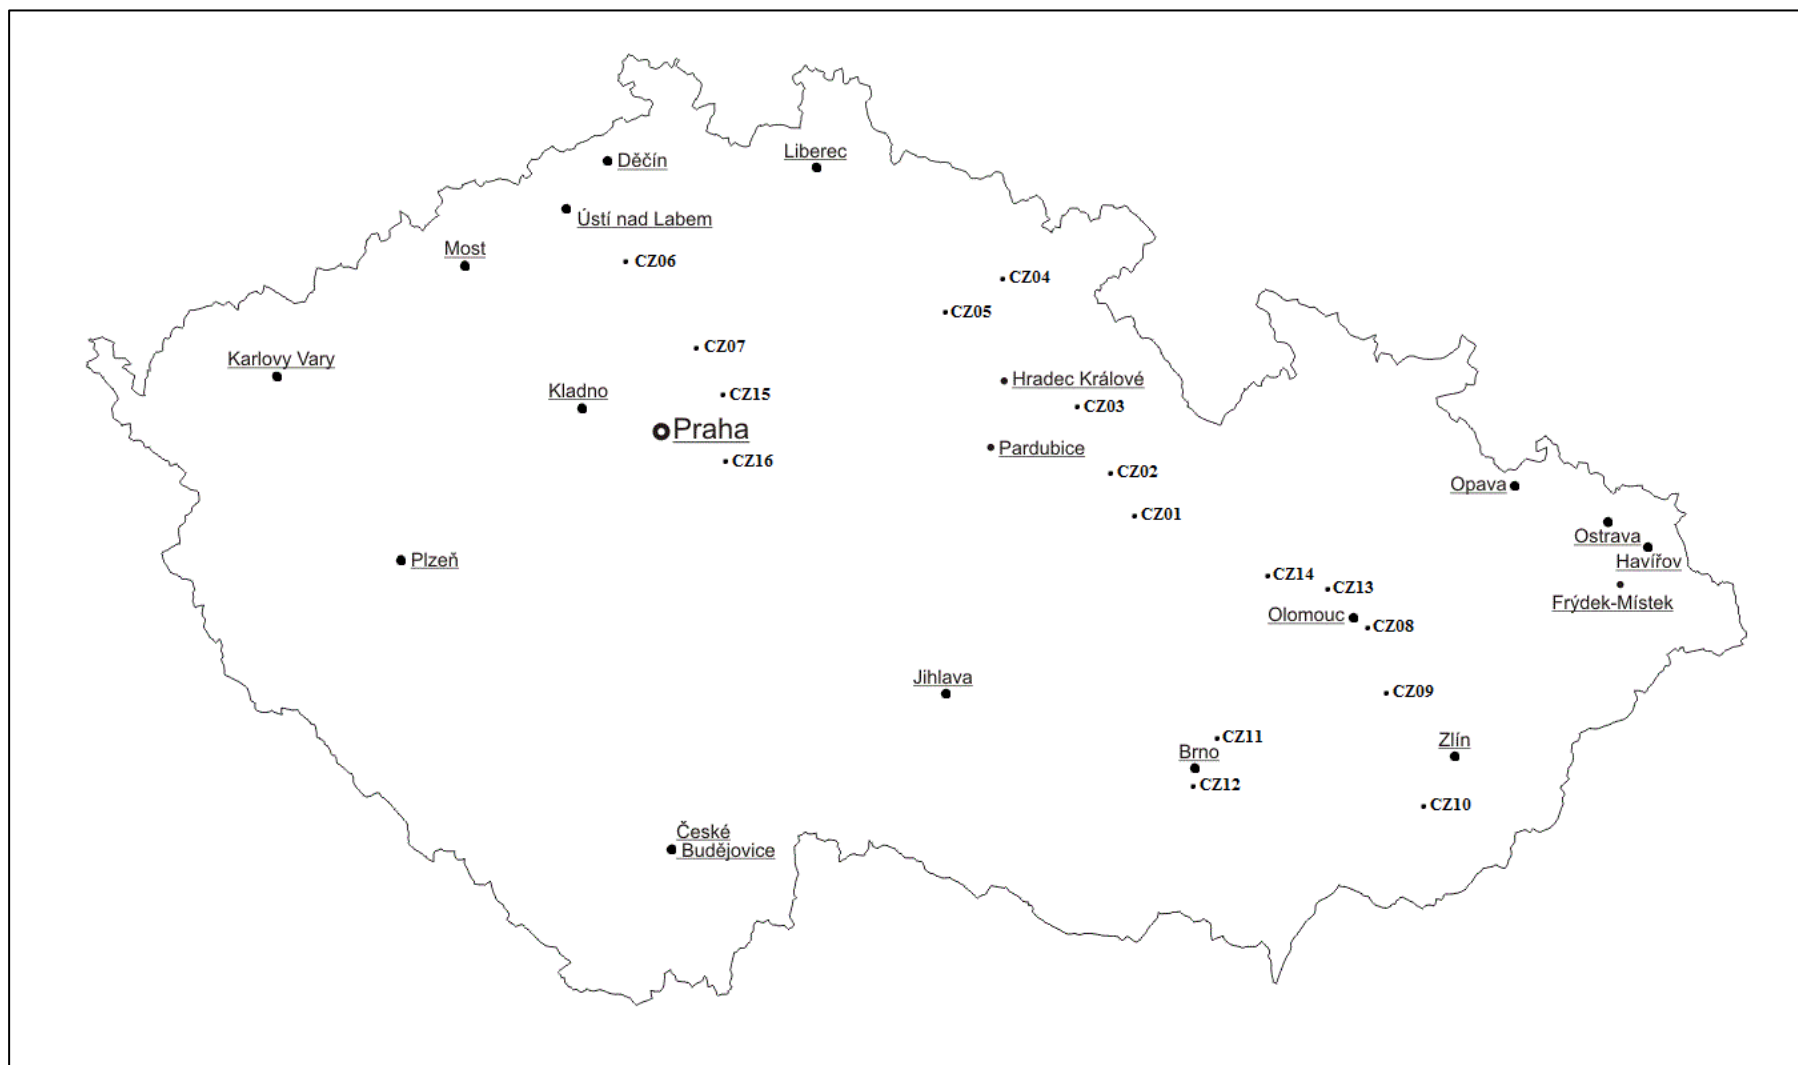 Děčín
Liberec
Ústí nad Labem
Most
CZ06
CZ04
CZ05
CZ07
Karlovy Vary
Hradec Králové
Kladno
CZ15
CZ03
Praha
Pardubice
CZ16
CZ02
Opava
CZ01
Ostrava
Plzeň
Havířov
CZ14
CZ13
Frýdek-Místek
Olomouc
CZ08
Jihlava
CZ09
CZ11
Zlín
Brno
CZ12
CZ10
České
Budějovice